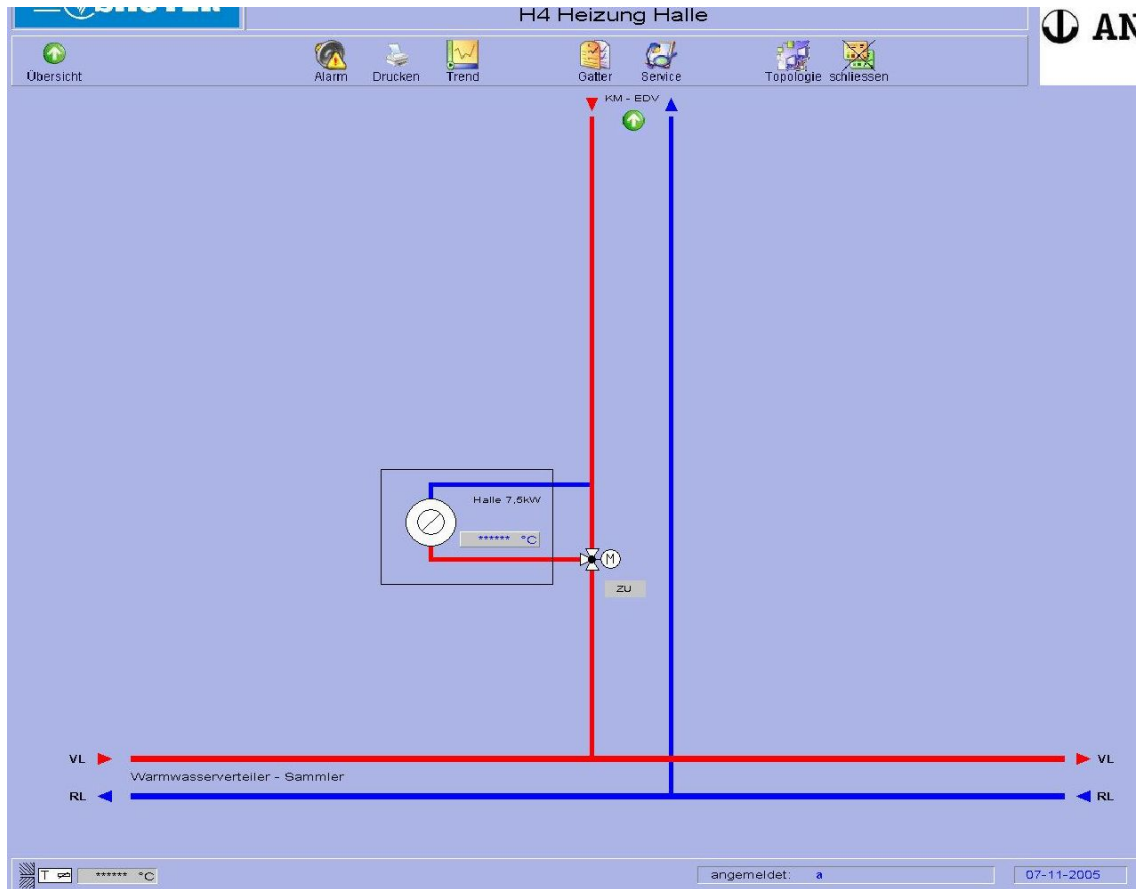 H4 Heizung Halle
AN
Übersicht
Alarm
Drucken
Trend
Gatter
Service
Topologie
schliessen
KM - EDV
Halle 7,5kW
****** °C
M
ZU
VL
VL
Warmwasserverteiler - Sammler
RL
RL
T
****** °C
angemeldet: a
07-11-2005